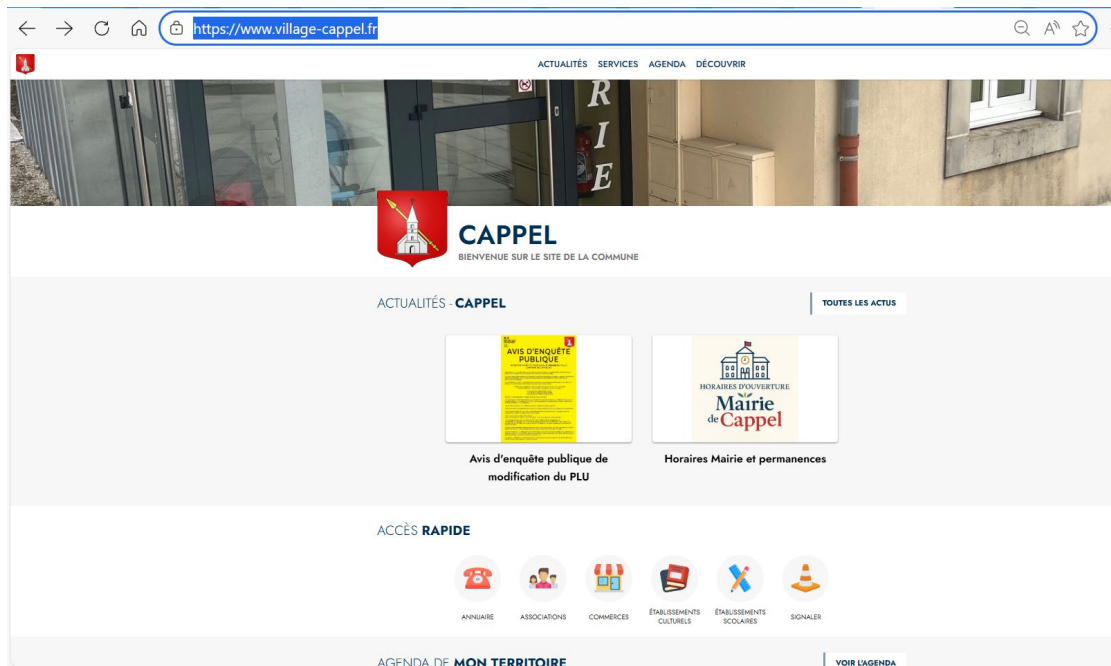 https://www.village-cappel.fr
ACTUALITÉS SERVICES AGENDA DÉCOUVRIR
R
I
E
CAPPEL
BIENVENUE SUR LE SITE DE LA COMMUNE
ACTUALITÉS - CAPPEL
TOUTES LES ACTUS
AVIS D'ENQUÊTE
PUBLIQUE
HORAIRES D'OUVERTURE
Mairie
de Cappel
Avis d'enquête publique de
modification du PLU
Horaires Mairie et permanences
ACCÈS RAPIDE
ANNUAIRE
ASSOCIATIONS
COMMERCES
ÉTABLISSEMENTS
CULTURELS
ÉTABLISSEMENTS
SCOLAIRES
SIGNALER
AGENDA DE MON TERRITOIRE
VOIR L'AGENDA